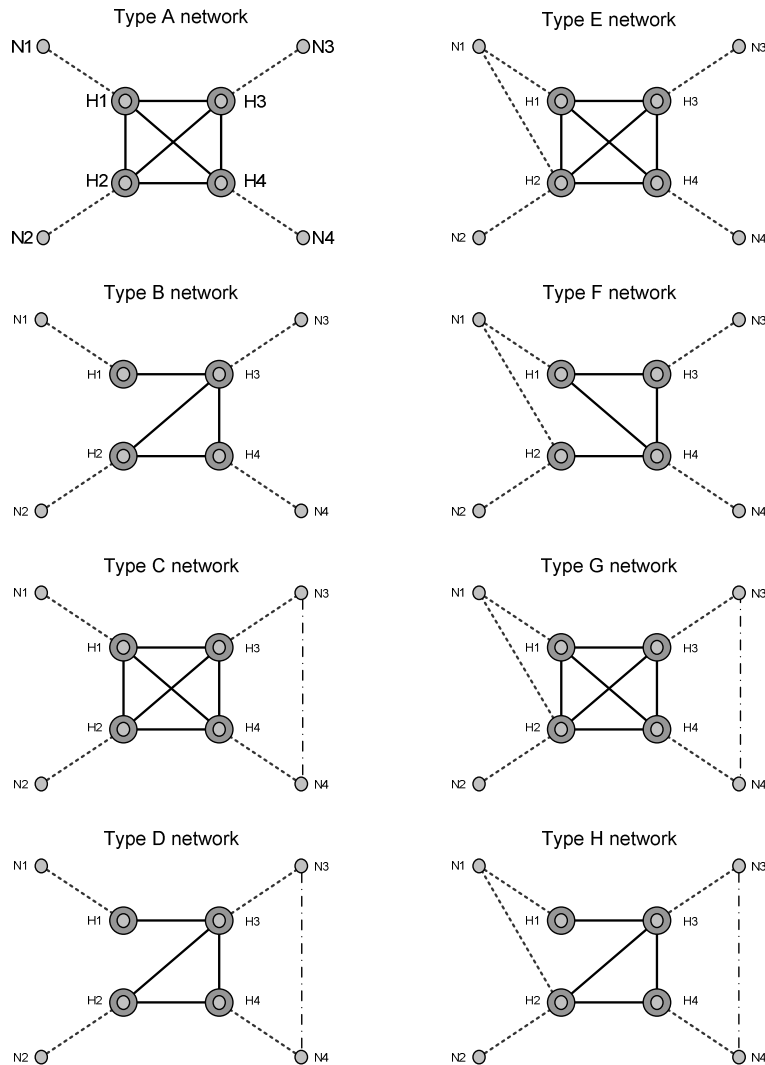 Type A network
N1
N3
H1
H3
H2
H4
N2
N4
Type E network
N1
N3
H1
H3
H2
H4
N2
N4
Type B network
N1
N3
H1
H3
H2
H4
N2
N4
Type F network
N1
N3
H1
H3
H2
H4
N2
N4
Type C network
N1
N3
H1
H3
H2
H4
N2
N4
Type G network
N1
N3
H1
H3
H2
H4
N2
N4
Type D network
N1
N3
H1
H3
H2
H4
N2
N4
Type H network
N1
N3
H1
H3
H2
H4
N2
N4